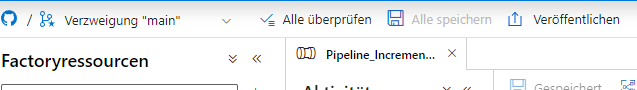 / Verzweigung "main" Alle überprüfen Alle speichern Veröffentlichen
Factoryressourcen Pipeline_Incremen...
Gespeichert